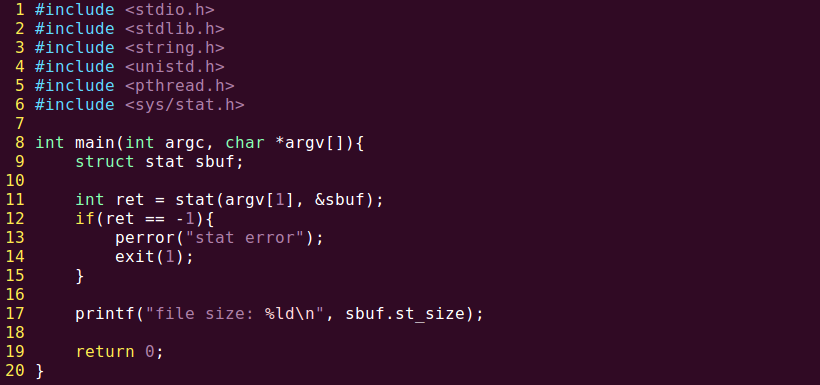 1 #include <stdio.h>
2 #include <stdlib.h>
3 #include <string.h>
4 #include <unistd.h>
5 #include <pthread.h>
6 #include <sys/stat.h>
7
8 int main(int argc, char *argv[]){
9     struct stat sbuf;
10
11     int ret = stat(argv[1], &sbuf);
12     if(ret == -1){
13         perror("stat error");
14         exit(1);
15     }
16
17     printf("file size: %ld\n", sbuf.st_size);
18
19     return 0;
20 }